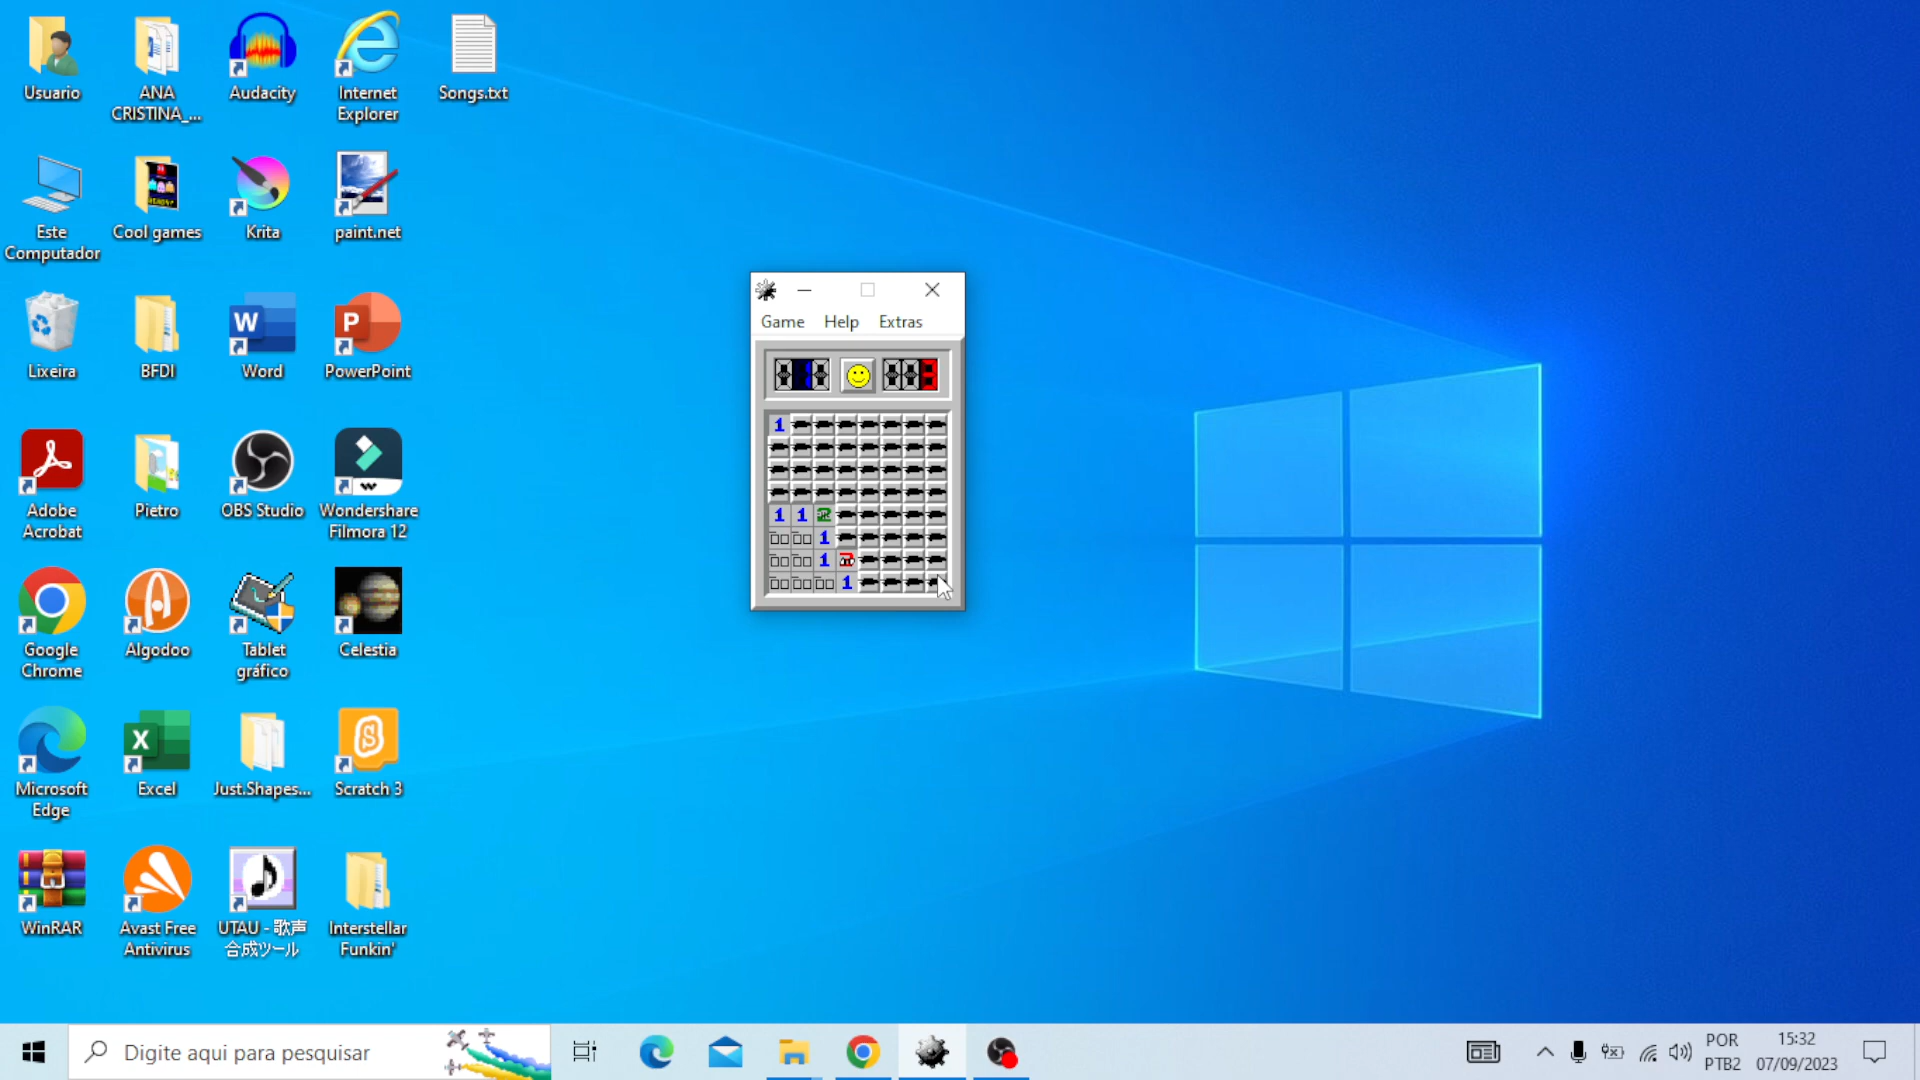 Usuario
ANA
CRISTINA_...
Audacity
Internet
Explorer
Songs.txt
Este
Computador
Cool games
Krita
paint.net
Game Help Extras
Lixeira
BFDI
Word
PowerPoint
1
Adobe
Acrobat
Pietro
OBS Studio
Wondershare
Filmora 12
1 1 2
1
1
1
Google
Chrome
Algodoo
Tablet
gráfico
Celestia
Microsoft
Edge
Excel
Just.Shapes...
Scratch 3
WinRAR
Avast Free
Antivirus
UTAU - 歌声
合成ツール
Interstellar
Funkin'
Digite aqui para pesquisar
POR
PTB2
15:32
07/09/2023